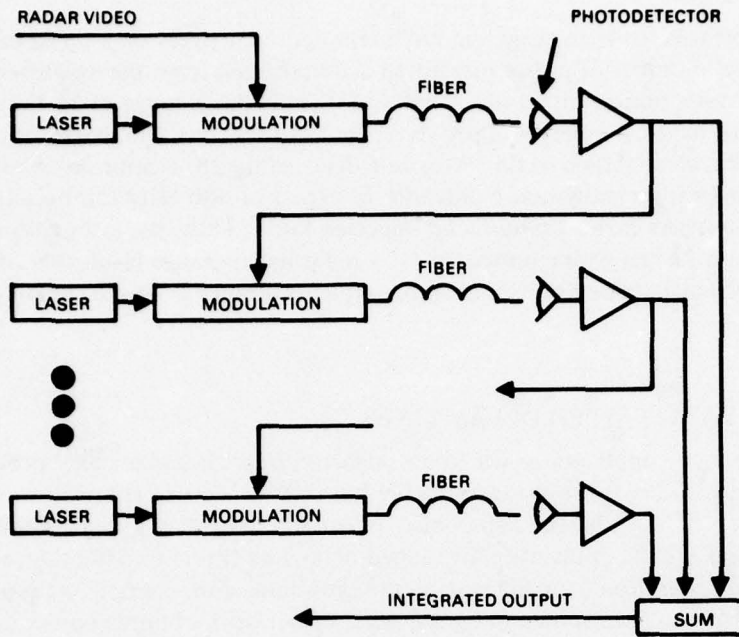 RADAR VIDEO
PHOTODETECTOR
FIBER
LASER
MODULATION
FIBER
LASER
MODULATION
FIBER
LASER
MODULATION
INTEGRATED OUTPUT
SUM